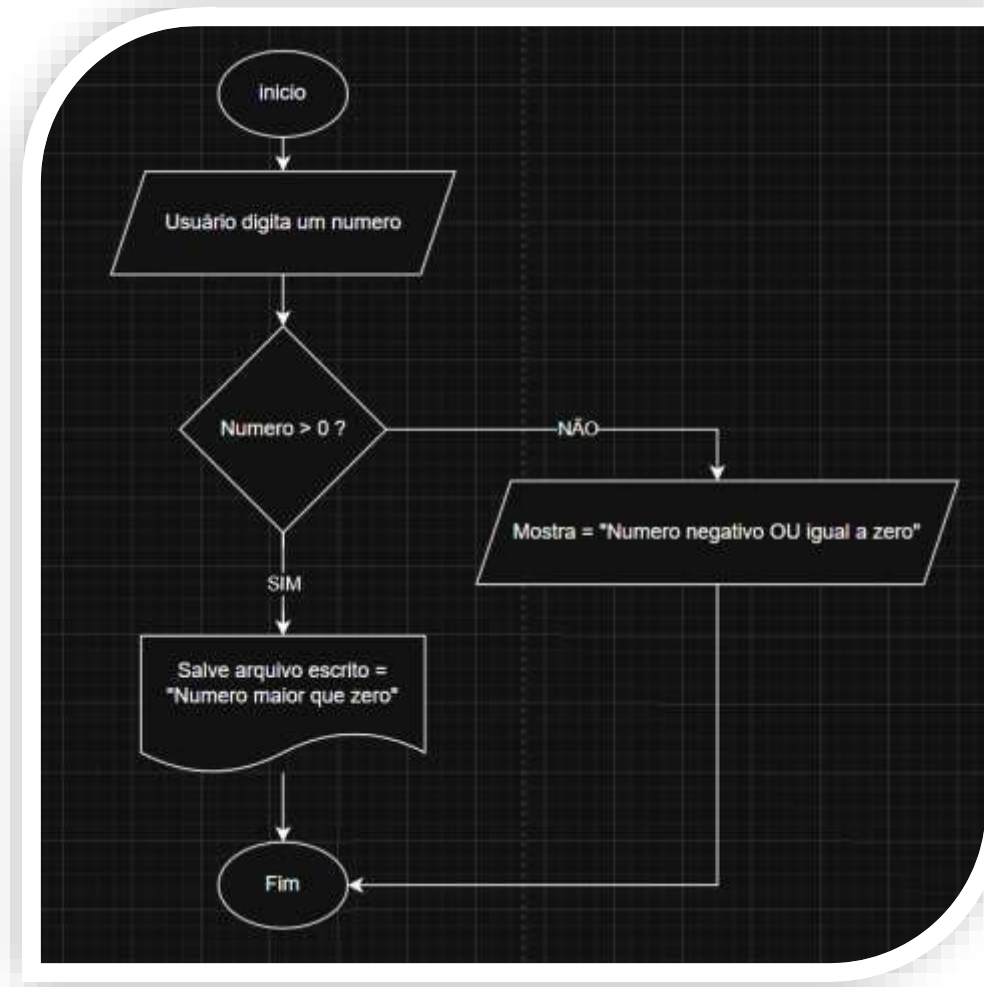 inicio
Usuário digita um numero
Numero > 0 ?
NÃO
Mostra = "Numero negativo OU igual a zero"
SIM
Salve arquivo escrito =
"Numero maior que zero"
Fim